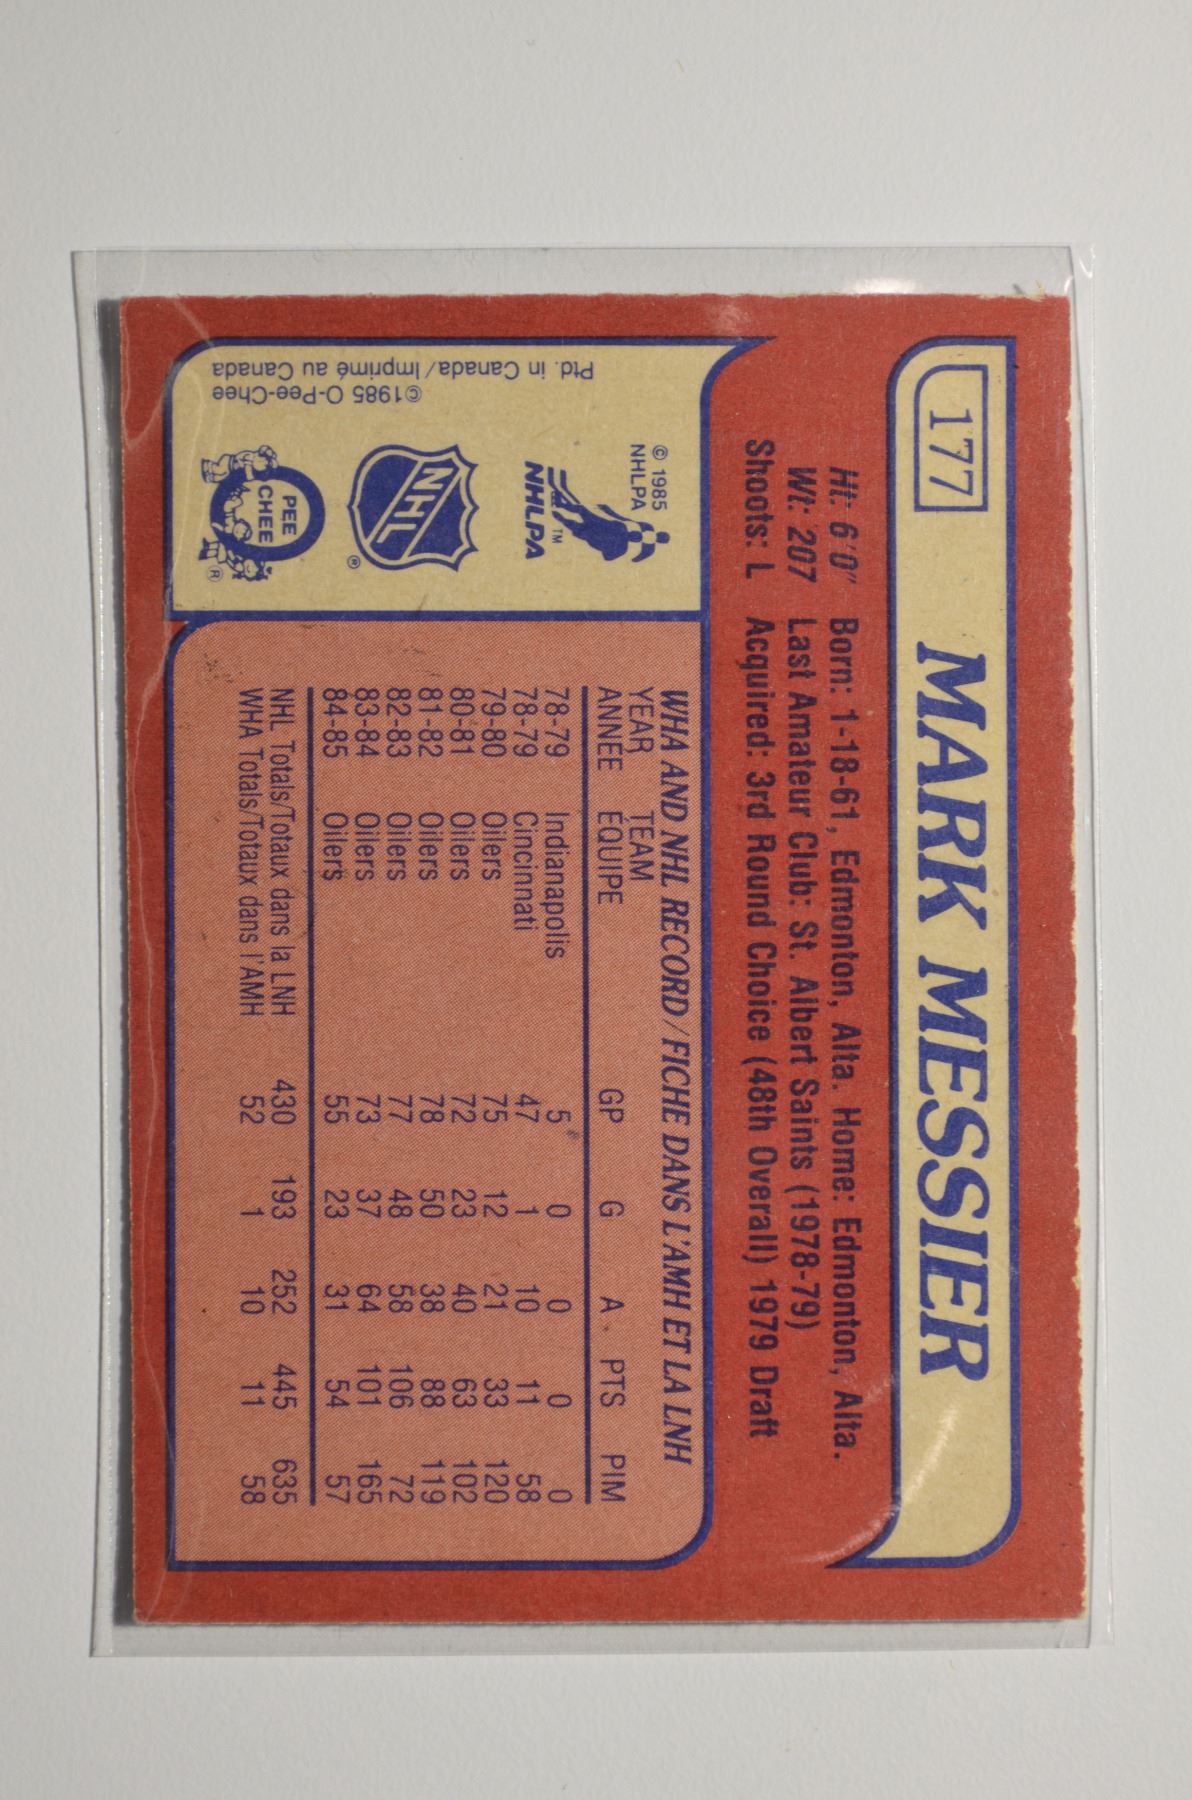 177
MARK MESSIER
Ht: 6'0" Born: 1-18-61, Edmonton, Alta. Home: Edmonton, Alta.
Wt: 207 Last Amateur Club: St. Albert Saints (1978-79)
Shoots: L Acquired: 3rd Round Choice (48th Overall) 1979 Draft
© 1985
NHLPA
NHLPA
TM
NHL
®
PEE
CHEE
®
©1985 O-Pee-Chee
Ptd. in Canada/Imprimé au Canada
WHA AND NHL RECORD/FICHE DANS L'AMH ET LA LNH
YEAR TEAM
ANNÉE ÉQUIPE GP G A PTS PIM
78-79 Indianapolis 5 0 0 0 0
78-79 Cincinnati 47 1 10 11 58
79-80 Oilers 75 12 21 33 120
80-81 Oilers 72 23 40 63 102
81-82 Oilers 78 50 38 88 119
82-83 Oilers 77 48 58 106 72
83-84 Oilers 73 37 64 101 165
84-85 Oilers 55 23 31 54 57
NHL Totals/Totaux dans la LNH 430 193 252 445 635
WHA Totals/Totaux dans l'AMH 52 1 10 11 58